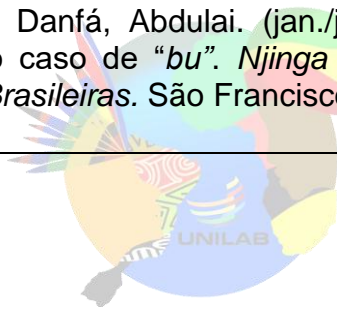 Danfá, Abdulai. (jan./j
o caso de “bu”. Njinga
Brasileiras. São Francisco
UNILAB